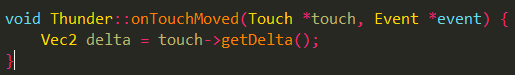 void Thunder::onTouchMoved(Touch *touch, Event *event) {
    Vec2 delta = touch->getDelta();
}